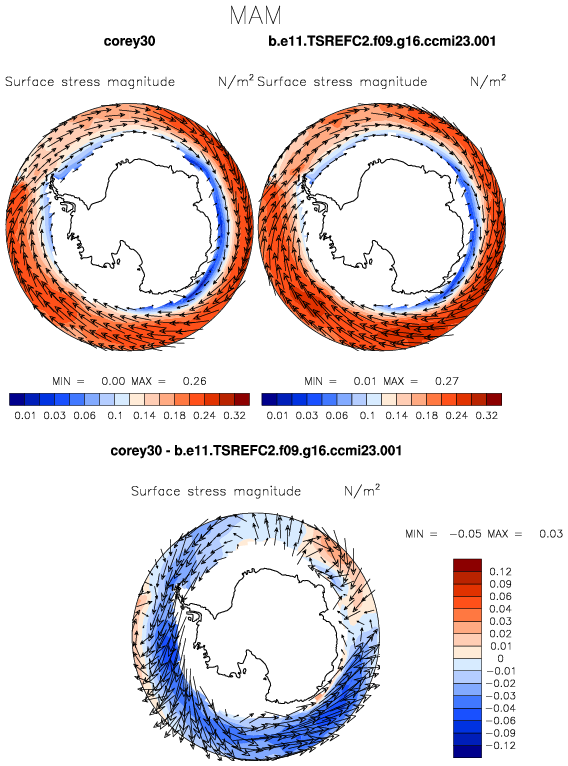 MAM
corey30 b.e11.TSREFC2.f09.g16.ccmi23.001
Surface stress magnitude N/m² Surface stress magnitude N/m²
MIN = 0.00 MAX = 0.26 MIN = 0.01 MAX = 0.27
0.01 0.03 0.06 0.1 0.14 0.18 0.24 0.32 0.01 0.03 0.06 0.1 0.14 0.18 0.24 0.32
corey30 - b.e11.TSREFC2.f09.g16.ccmi23.001
Surface stress magnitude N/m²
MIN = −0.05 MAX = 0.03
0.12
0.09
0.06
0.04
0.03
0.02
0.01
0
−0.01
−0.02
−0.03
−0.04
−0.06
−0.09
−0.12